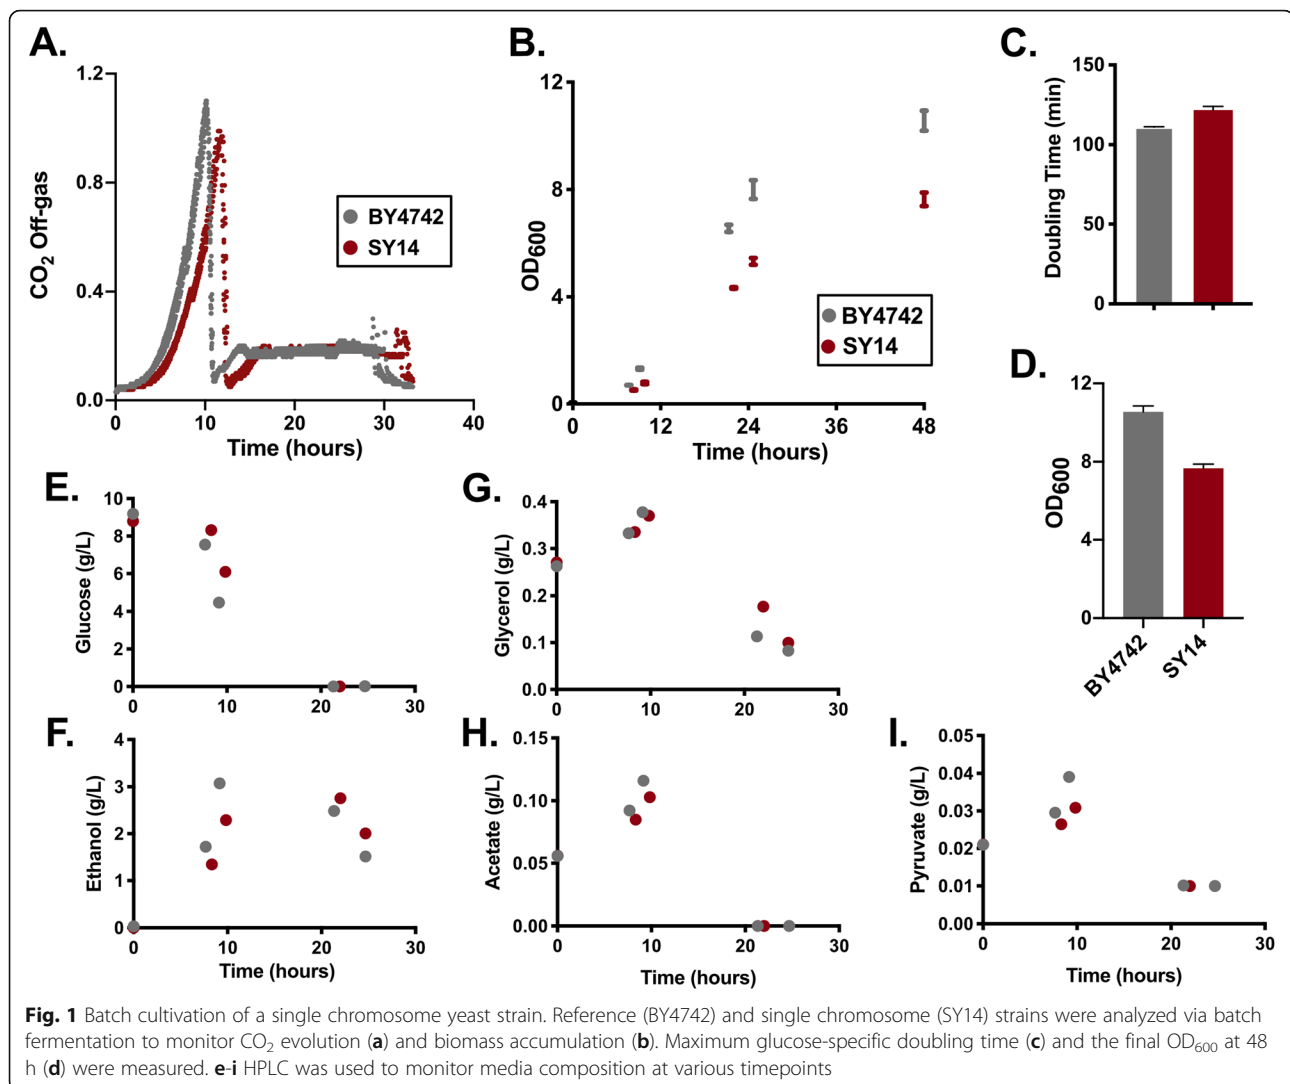 A.
1.2
0.8
0.4
0.0
CO2 Off-gas
0 10 20 30 40
Time (hours)
BY4742
SY14
B.
12
8
4
0
OD600
0 12 24 36 48
Time (hours)
BY4742
SY14
C.
150
100
50
0
Doubling Time (min)
D.
12
8
4
0
OD600
BY4742 SY14
E.
10
8
6
4
2
0
Glucose (g/L)
0 10 20 30
G.
0.4
0.3
0.2
0.1
0.0
Glycerol (g/L)
0 10 20 30
F.
4
3
2
1
0
Ethanol (g/L)
0 10 20 30
Time (hours)
H.
0.15
0.10
0.05
0.00
Acetate (g/L)
0 10 20 30
Time (hours)
I.
0.05
0.04
0.03
0.02
0.01
0.00
Pyruvate (g/L)
0 10 20 30
Time (hours)
Fig. 1 Batch cultivation of a single chromosome yeast strain. Reference (BY4742) and single chromosome (SY14) strains were analyzed via batch
fermentation to monitor CO2 evolution (a) and biomass accumulation (b). Maximum glucose-specific doubling time (c) and the final OD600 at 48
h (d) were measured. e-i HPLC was used to monitor media composition at various timepoints